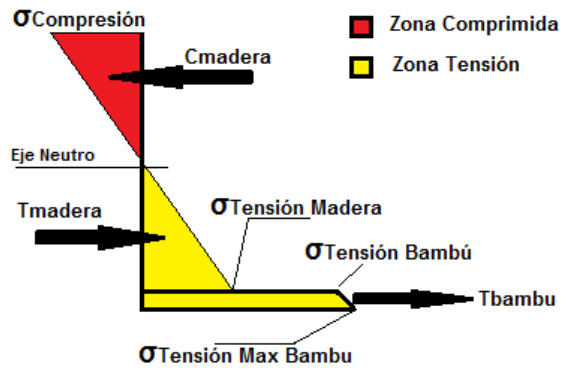 σCompresión
Zona Comprimida
Cmadera
Zona Tensión
Eje Neutro
Tmadera
σTensión Madera
σTensión Bambú
Tbambu
σTensión Max Bambu